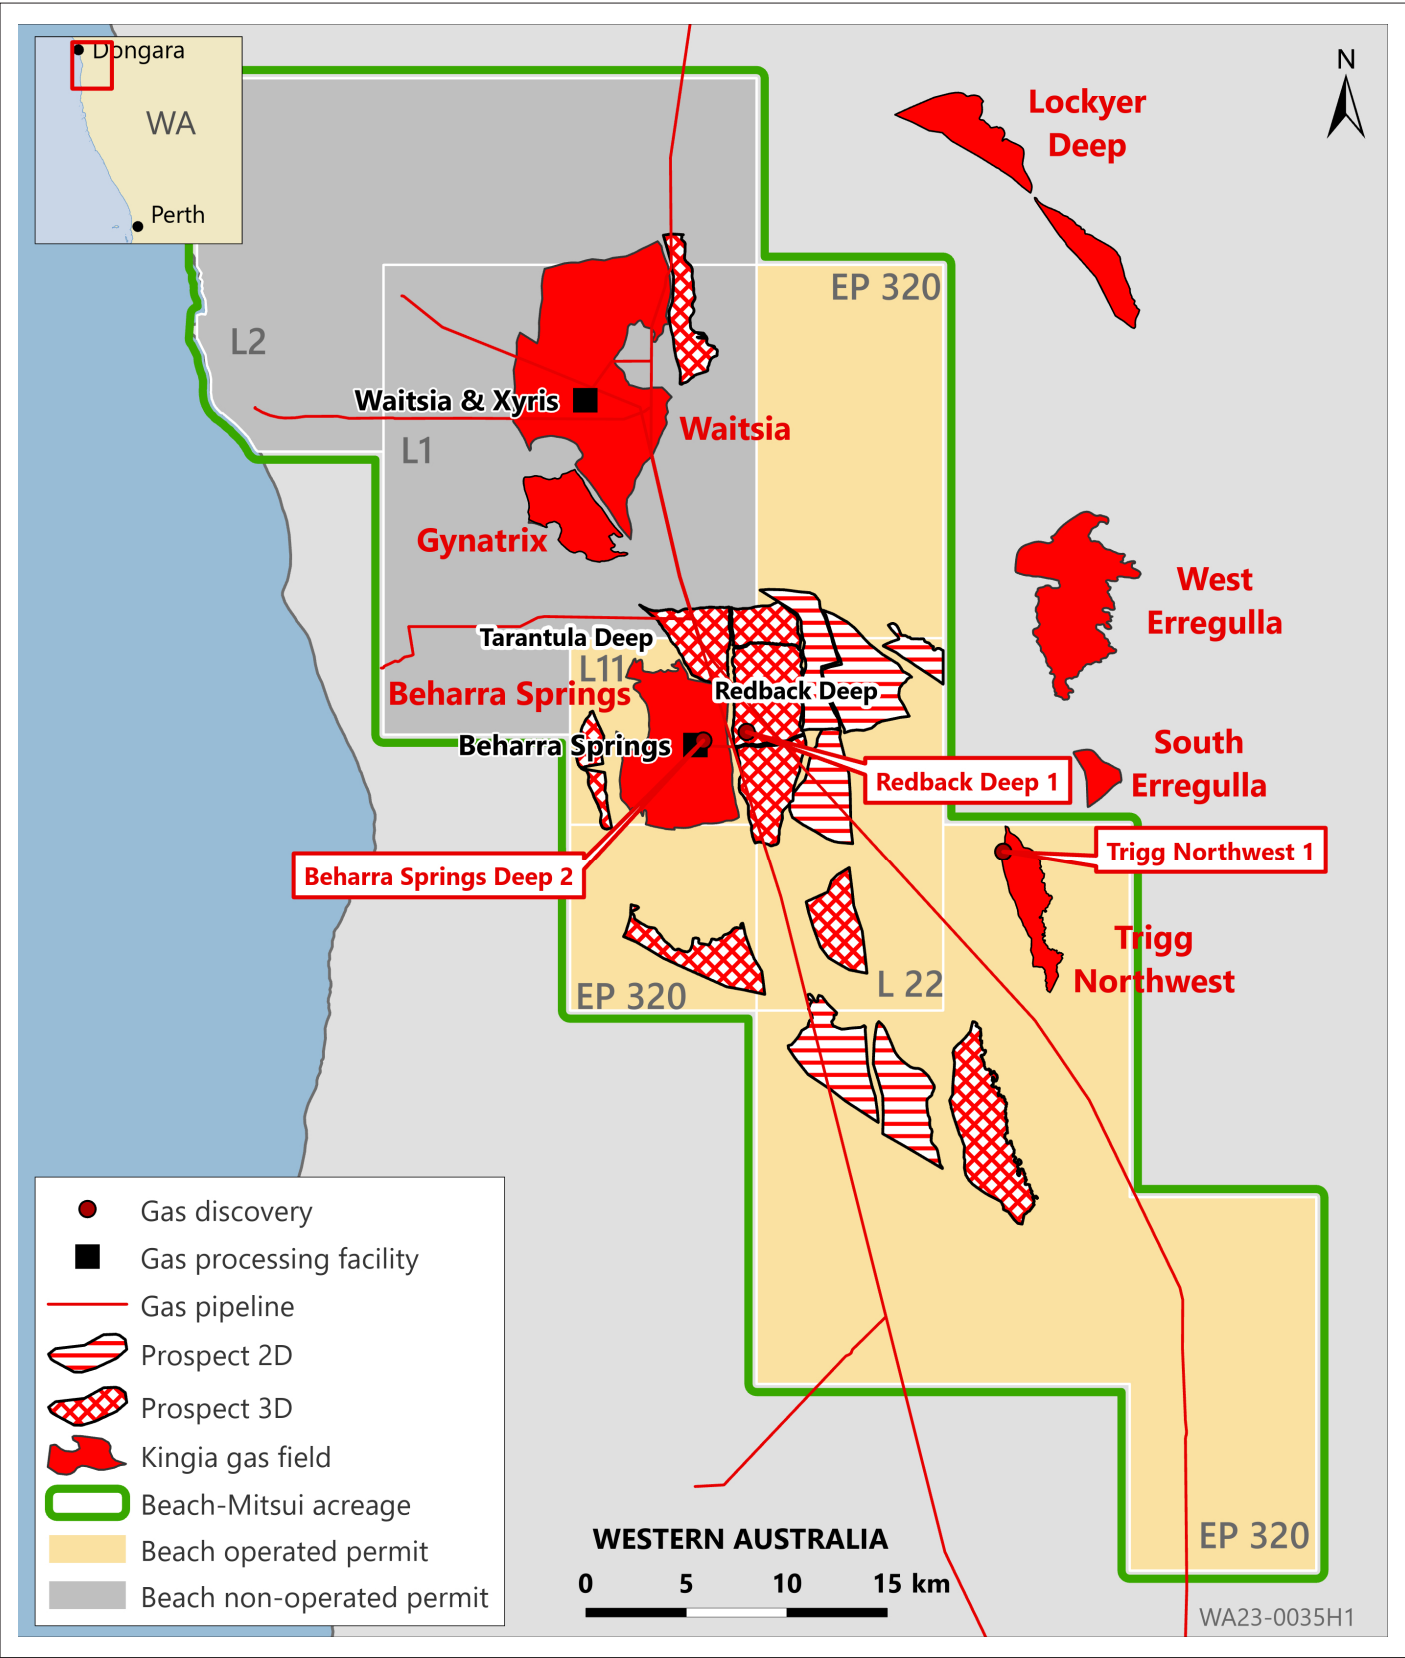 Dongara
WA
Perth
N
Lockyer
Deep
EP 320
L2
Waitsia & Xyris
Waitsia
L1
Gynatrix
West
Erregulla
Tarantula Deep
L11
Beharra Springs
Redback Deep
Beharra Springs
South
Erregulla
Redback Deep 1
Trigg Northwest 1
Beharra Springs Deep 2
Trigg
Northwest
L 22
EP 320
Gas discovery
Gas processing facility
Gas pipeline
Prospect 2D
Prospect 3D
Kingia gas field
Beach-Mitsui acreage
Beach operated permit
Beach non-operated permit
EP 320
WESTERN AUSTRALIA
0 5 10 15 km
WA23-0035H1